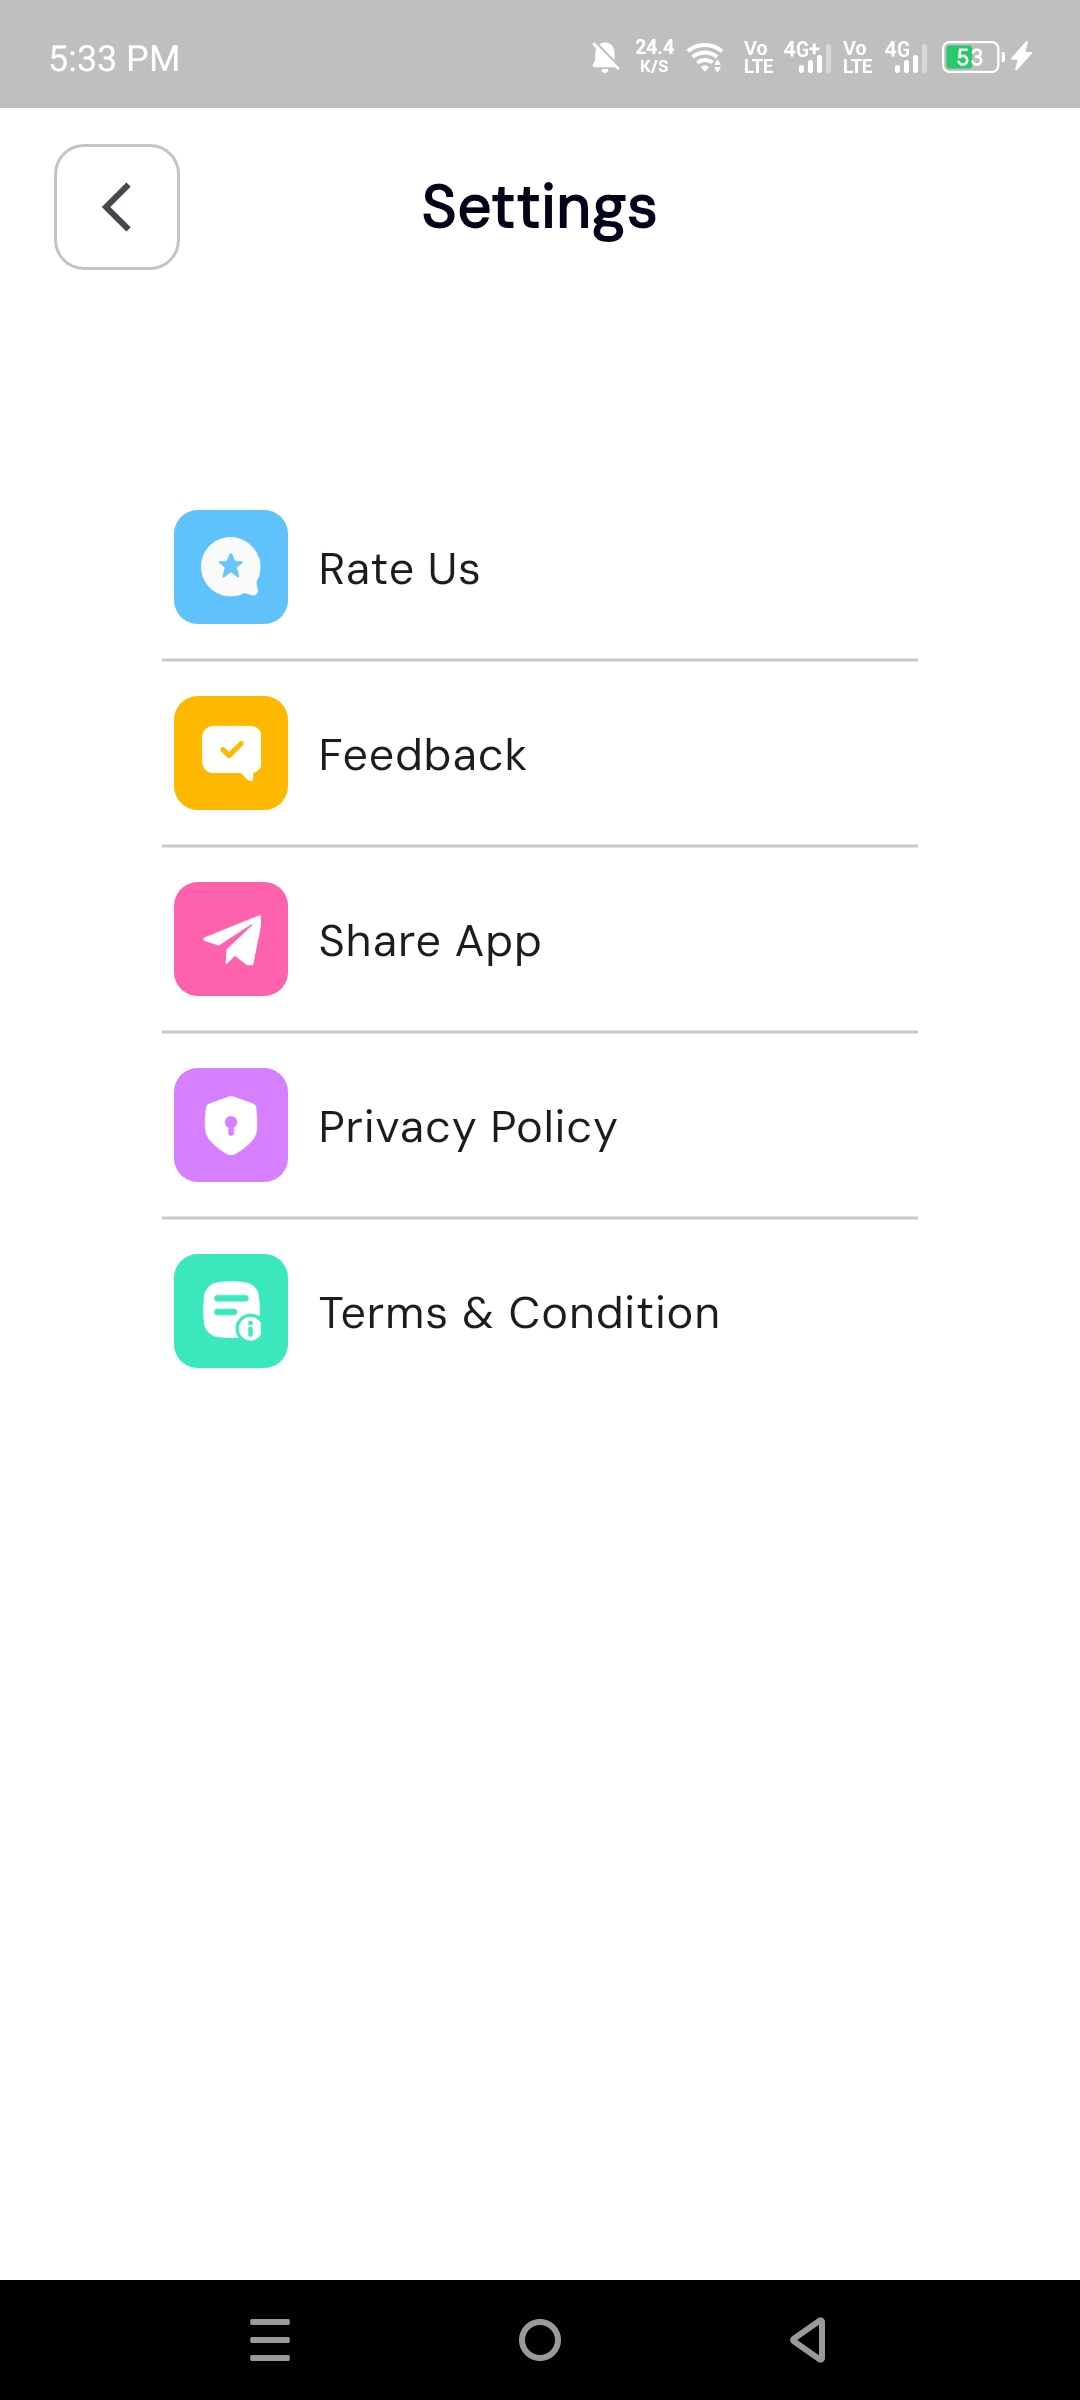 5:33 PM
24.4 K/S Vo LTE 4G+ Vo LTE 4G 53
Settings
Rate Us
Feedback
Share App
Privacy Policy
Terms & Condition